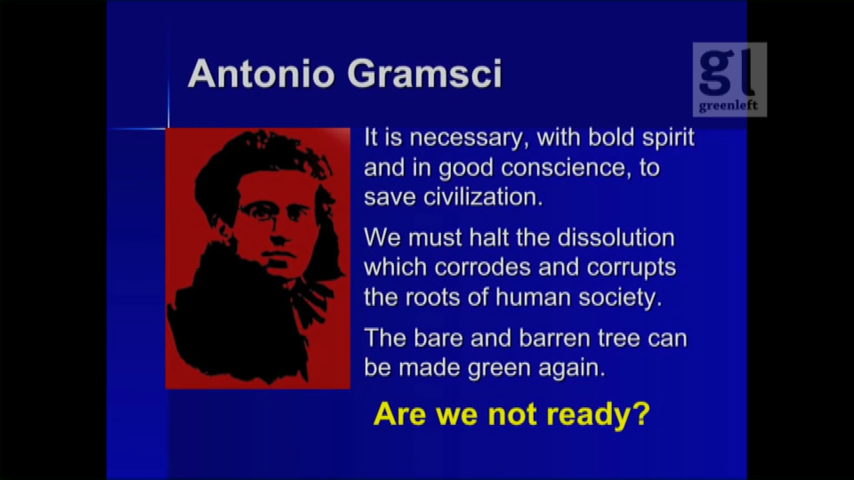 Antonio Gramsci
gl
greenleft
It is necessary, with bold spirit
and in good conscience, to
save civilization.
We must halt the dissolution
which corrodes and corrupts
the roots of human society.
The bare and barren tree can
be made green again.
Are we not ready?